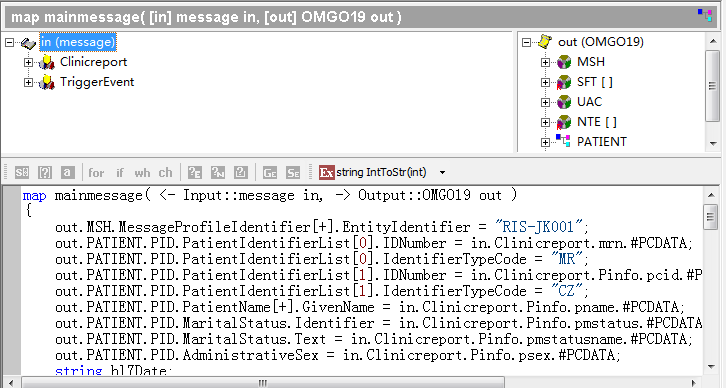 map mainmessage( [in] message in, [out] OMGO19 out )
in (message)
Clinicreport
TriggerEvent
out (OMGO19)
MSH
SFT [ ]
UAC
NTE [ ]
PATIENT
for if wh ch string IntToStr(int)
map mainmessage( <- Input::message in, -> Output::OMGO19 out )
{
out.MSH.MessageProfileIdentifier[+].EntityIdentifier = "RIS-JK001";
out.PATIENT.PID.PatientIdentifierList[0].IDNumber = in.Clinicreport.mrn.#PCDATA;
out.PATIENT.PID.PatientIdentifierList[0].IdentifierTypeCode = "MR";
out.PATIENT.PID.PatientIdentifierList[1].IDNumber = in.Clinicreport.Pinfo.pcid.#P
out.PATIENT.PID.PatientIdentifierList[1].IdentifierTypeCode = "CZ";
out.PATIENT.PID.PatientName[+].GivenName = in.Clinicreport.Pinfo.pname.#PCDATA;
out.PATIENT.PID.MaritalStatus.Identifier = in.Clinicreport.Pinfo.pmstatus.#PCDATA
out.PATIENT.PID.MaritalStatus.Text = in.Clinicreport.Pinfo.pmstatusname.#PCDATA;
out.PATIENT.PID.AdministrativeSex = in.Clinicreport.Pinfo.psex.#PCDATA;
string hl7Date;